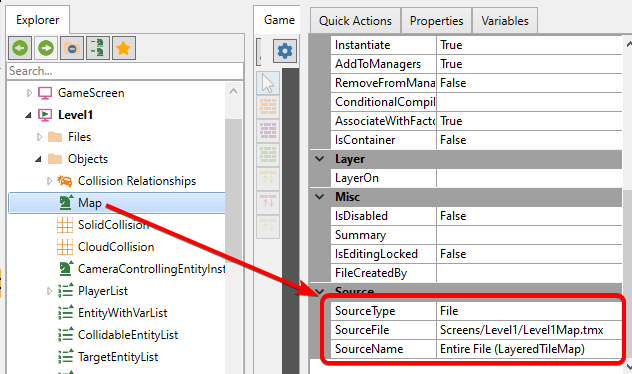 Explorer
Search...
GameScreen
Level1
Files
Objects
Collision Relationships
Map
SolidCollision
CloudCollision
CameraControllingEntityInst
PlayerList
EntityWithVarList
CollidableEntityList
TargetEntityList
Game
Quick Actions Properties Variables
Instantiate True
AddToManagers True
RemoveFromMana False
ConditionalCompil
AssociateWithFacto True
IsContainer False
Layer
LayerOn
Misc
IsDisabled False
Summary
IsEditingLocked False
FileCreatedBy
Source
SourceType File
SourceFile Screens/Level1/Level1Map.tmx
SourceName Entire File (LayeredTileMap)